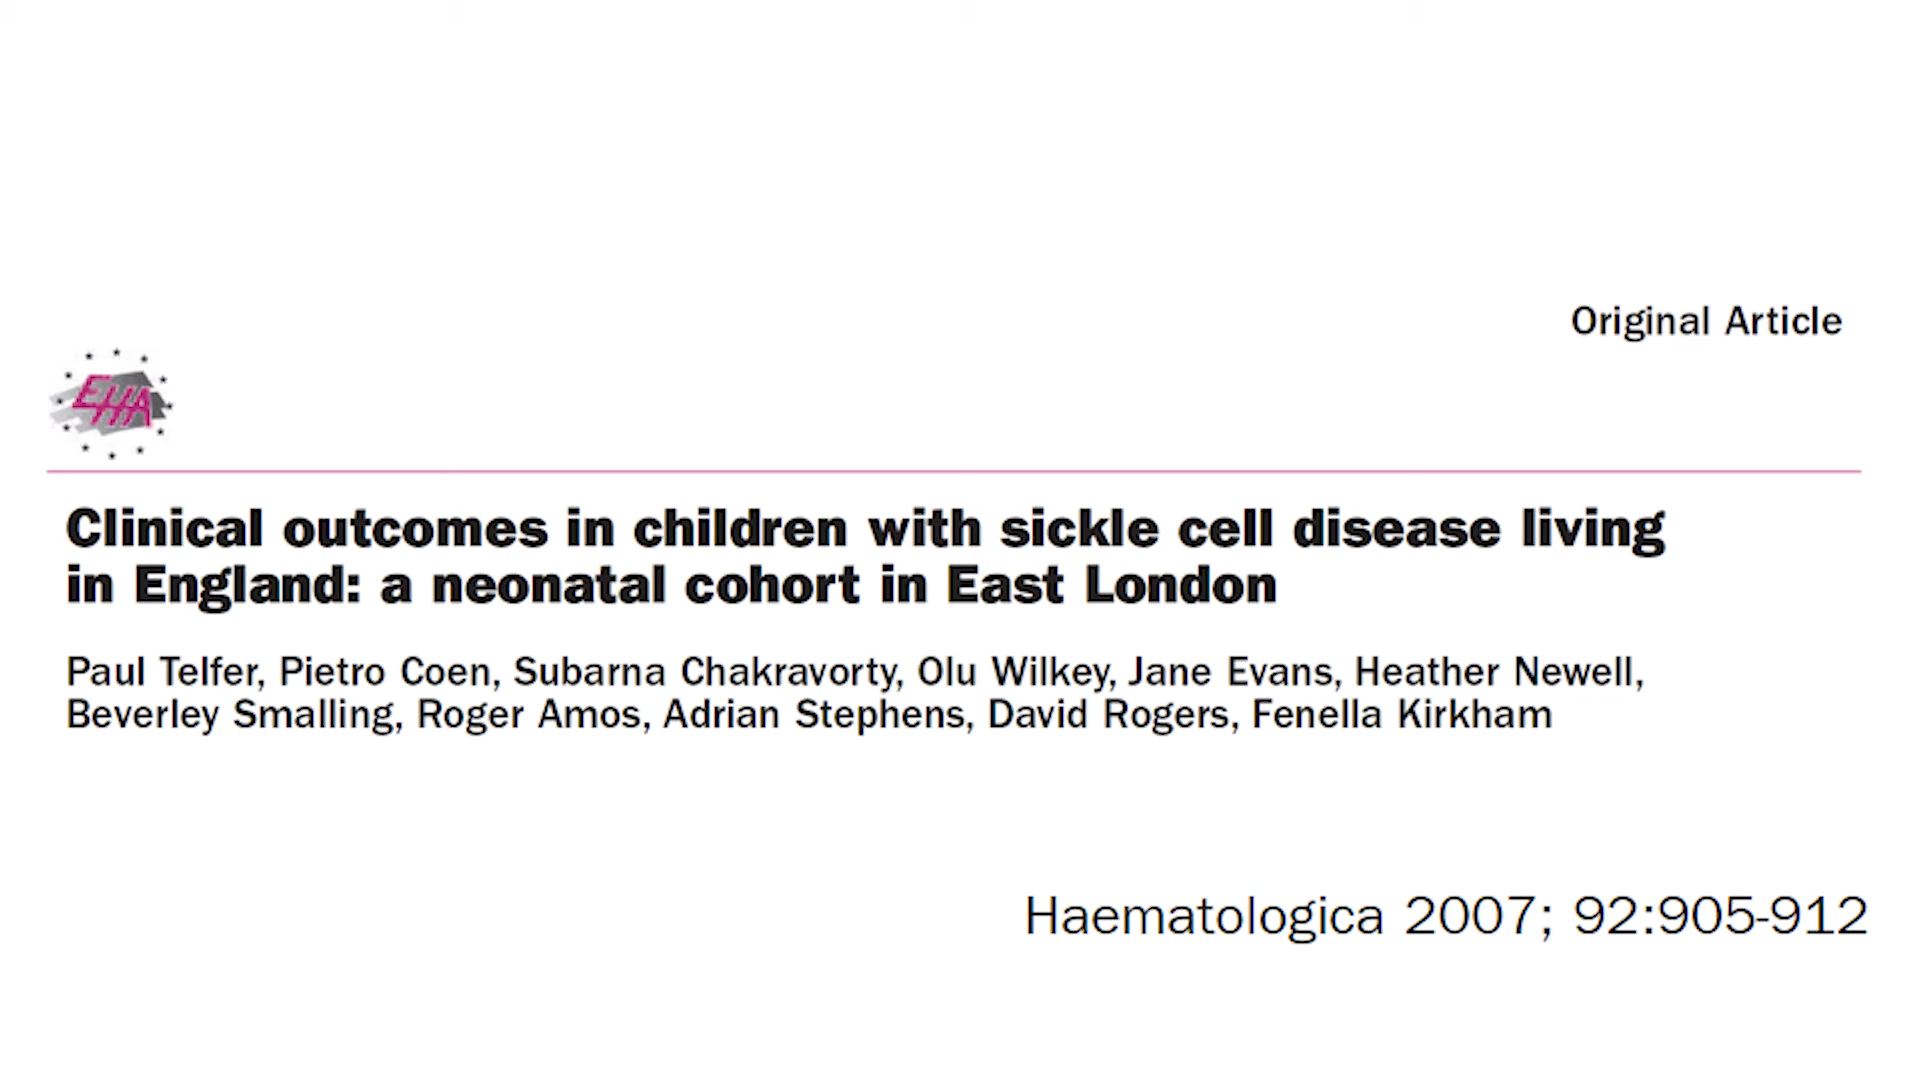 Original Article
EHA
Clinical outcomes in children with sickle cell disease living
in England: a neonatal cohort in East London
Paul Telfer, Pietro Coen, Subarna Chakravorty, Olu Wilkey, Jane Evans, Heather Newell,
Beverley Smalling, Roger Amos, Adrian Stephens, David Rogers, Fenella Kirkham
Haematologica 2007; 92:905-912